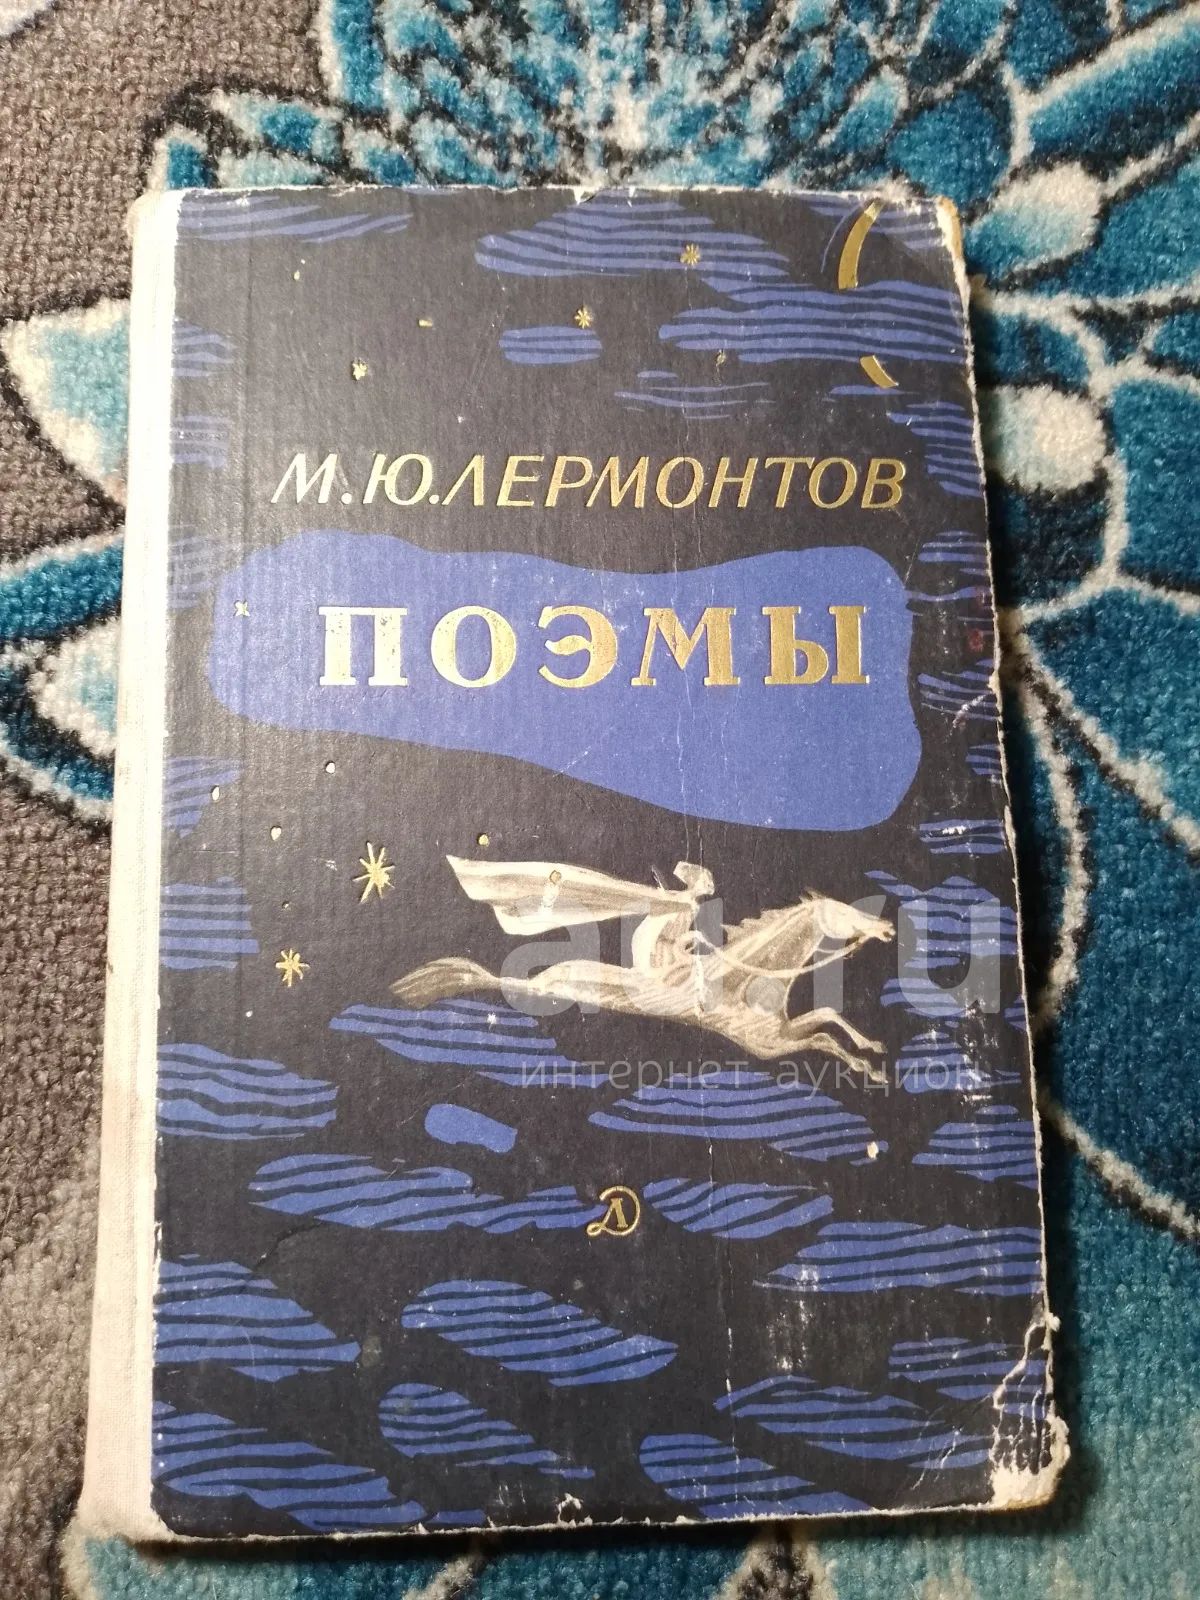 М.Ю.ЛЕРМОНТОВ
ПОЭМЫ
au.ru
интернет-аукцион
Д
Л